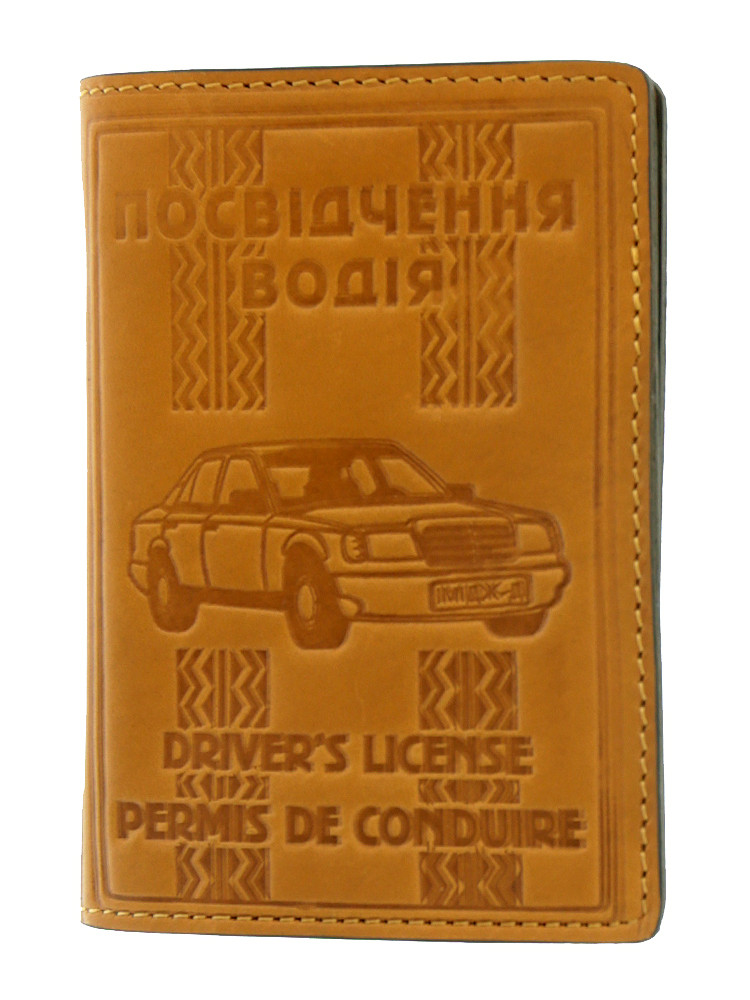 ПОСВІДЧЕННЯ
ВОДІЯ
DRIVER'S LICENSE
PERMIS DE CONDUIRE